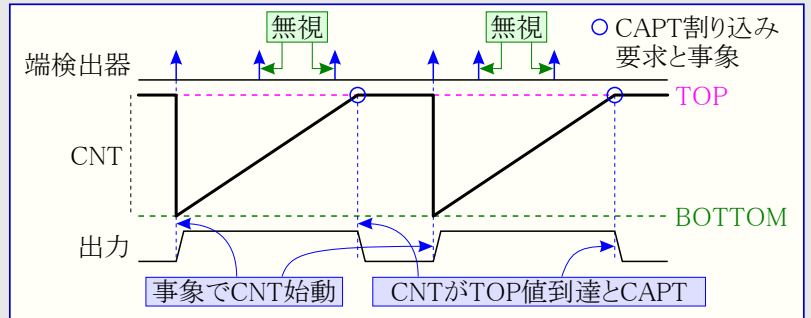 無視
無視
CAPT割り込み
要求と事象
端検出器
TOP
CNT
BOTTOM
出力
事象でCNT始動
CNTがTOP値到達とCAPT